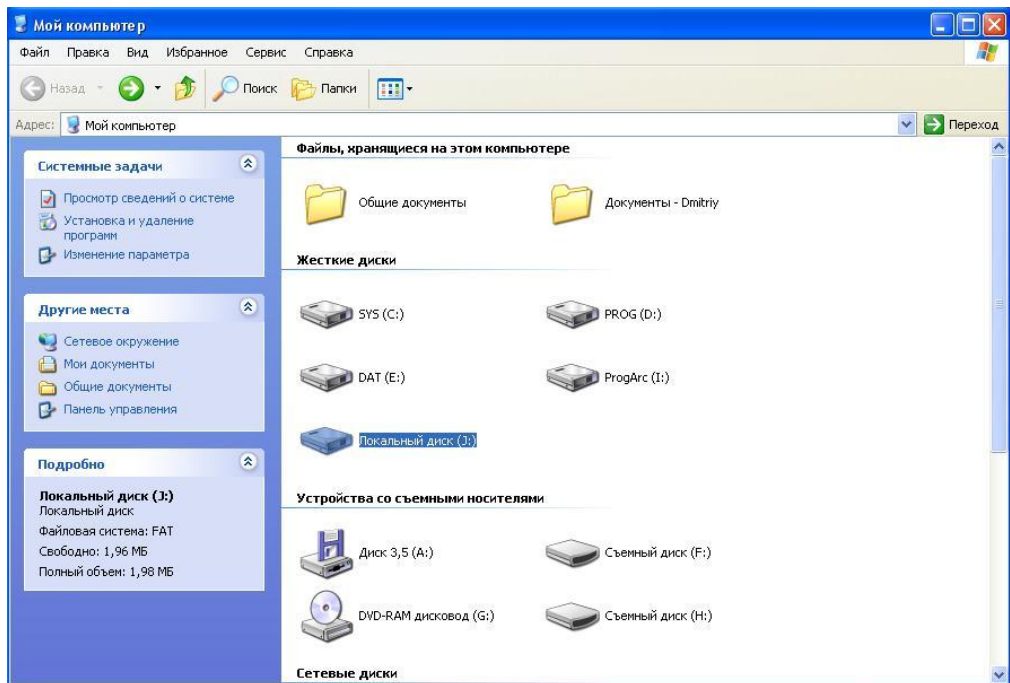 Мой компьютер
Файл Правка Вид Избранное Сервис Справка
Назад Поиск Папки
Адрес: Мой компьютер Переход
Системные задачи
Просмотр сведений о системе
Установка и удаление
программ
Изменение параметра
Другие места
Сетевое окружение
Мои документы
Общие документы
Панель управления
Подробно
Локальный диск (J:)
Локальный диск
Файловая система: FAT
Свободно: 1,96 МБ
Полный объем: 1,98 МБ
Файлы, хранящиеся на этом компьютере
Общие документы Документы - Dmitriy
Жесткие диски
SYS (C:) PROG (D:)
DAT (E:) ProgArc (I:)
Локальный диск (J:)
Устройства со съемными носителями
Диск 3,5 (A:) Съемный диск (F:)
DVD-RAM дисковод (G:) Съемный диск (H:)
Сетевые диски